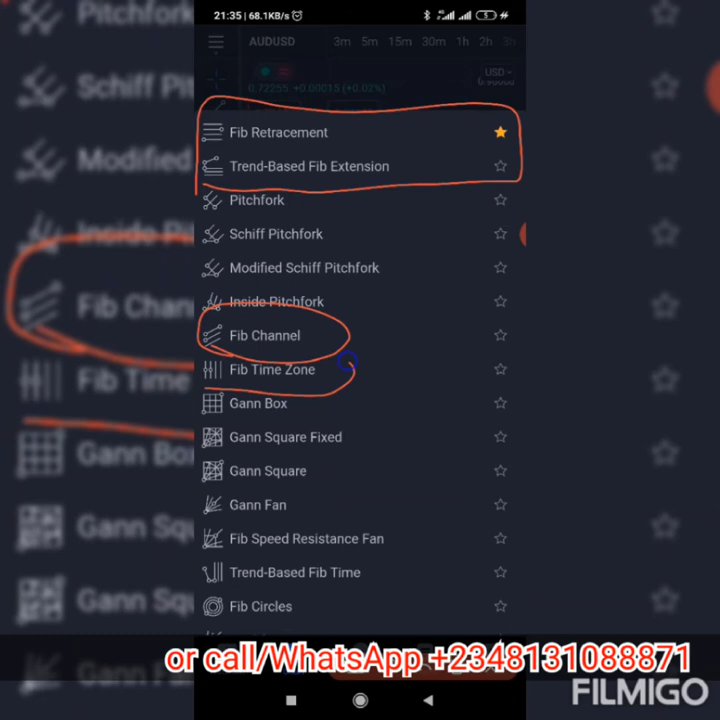 21:35 | 68.1KB/s
AUDUSD 3m 5m 15m 30m 1h 2h 3h
USD
0.72255 +0.00015 (+0.02%)
Fib Retracement
Trend-Based Fib Extension
Pitchfork
Schiff Pitchfork
Modified Schiff Pitchfork
Inside Pitchfork
Fib Channel
Fib Time Zone
Gann Box
Gann Square Fixed
Gann Square
Gann Fan
Fib Speed Resistance Fan
Trend-Based Fib Time
Fib Circles
or call/WhatsApp +2348131088871
FILMIGO